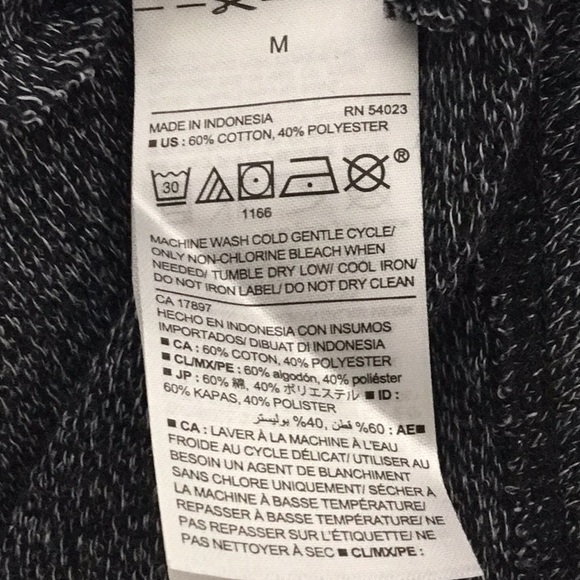 M
MADE IN INDONESIA RN 54023
■ US : 60% COTTON, 40% POLYESTER
30
®
1166
MACHINE WASH COLD GENTLE CYCLE/
ONLY NON-CHLORINE BLEACH WHEN
NEEDED/ TUMBLE DRY LOW/ COOL IRON/
DO NOT IRON LABEL/ DO NOT DRY CLEAN
CA 17897
HECHO EN INDONESIA CON INSUMOS
IMPORTADOS/ DIBUAT DI INDONESIA
■ CA : 60% COTON, 40% POLYESTER
■ CL/MX/PE : 60% algodón, 40% poliéster
■ JP : 60% 綿, 40% ポリエステル ■ ID :
60% KAPAS, 40% POLISTER
■AE : 60% قطن, 40% بوليستر
■ CA : LAVER À LA MACHINE À L'EAU
FROIDE AU CYCLE DÉLICAT/ UTILISER AU
BESOIN UN AGENT DE BLANCHIMENT
SANS CHLORE UNIQUEMENT/ SÉCHER À
LA MACHINE À BASSE TEMPÉRATURE/
REPASSER À BASSE TEMPÉRATURE/ NE
PAS REPASSER SUR L'ÉTIQUETTE/ NE
PAS NETTOYER À SEC ■ CL/MX/PE :